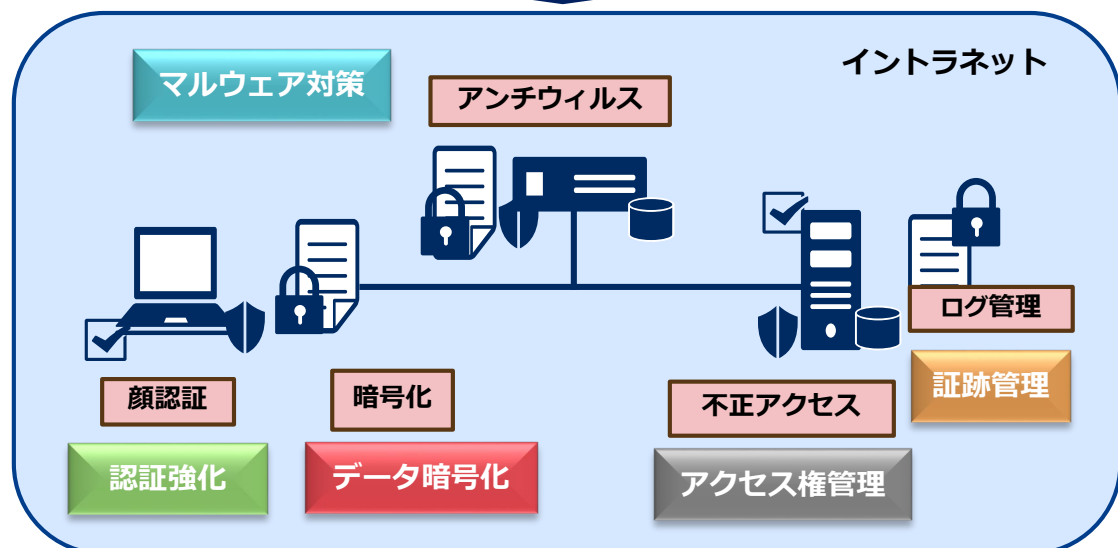 イントラネット
マルウェア対策
アンチウィルス
ログ管理
証跡管理
顔認証
暗号化
不正アクセス
認証強化
データ暗号化
アクセス権管理